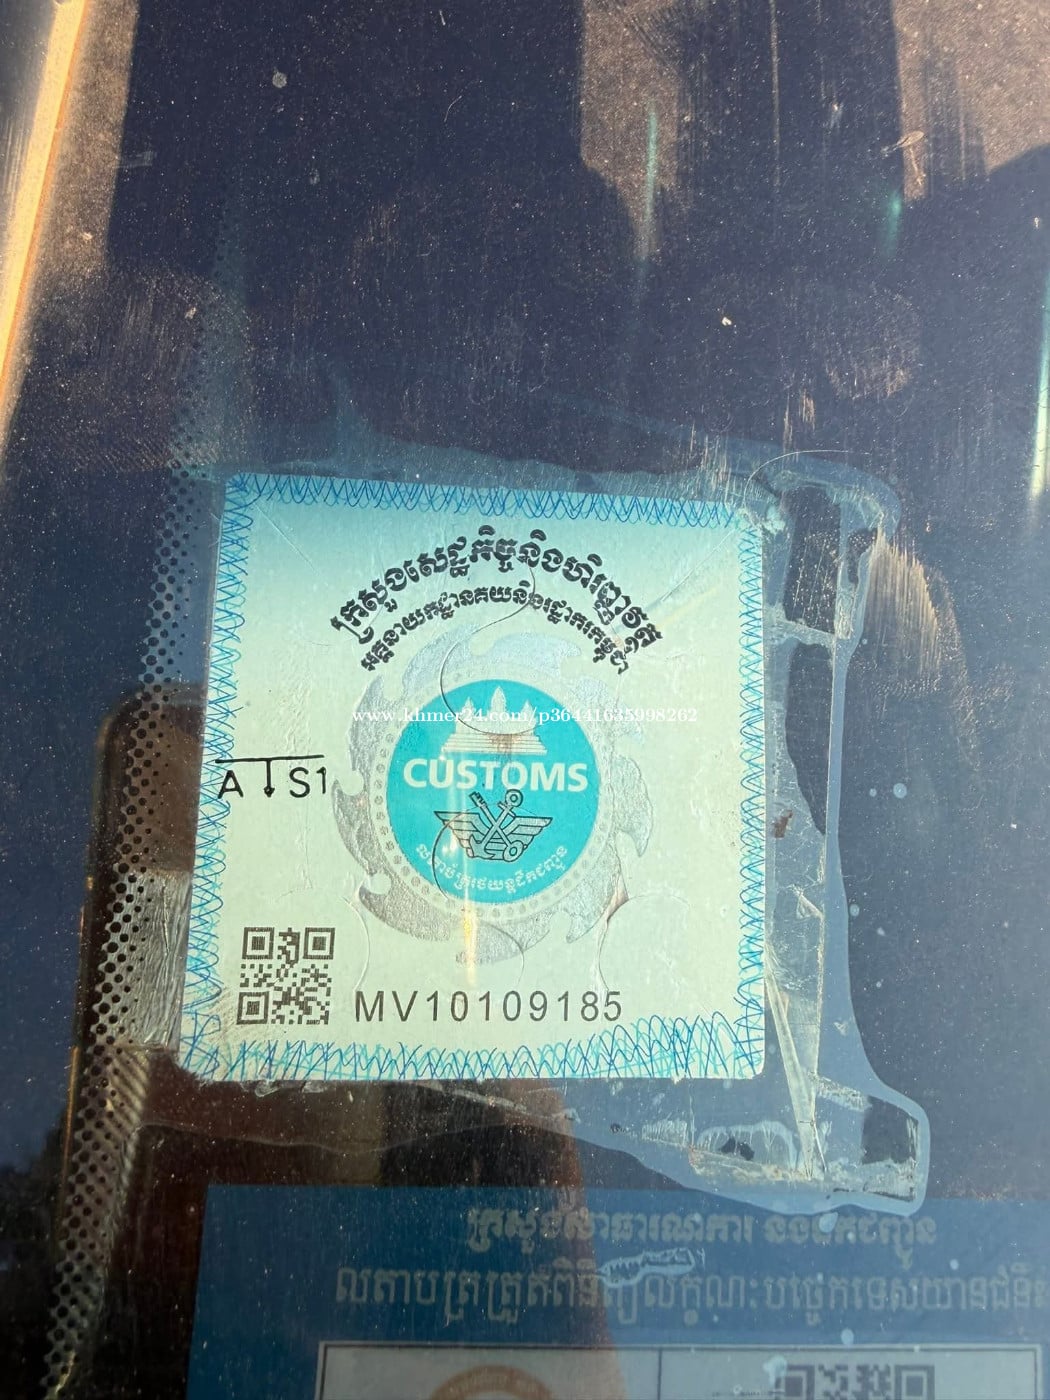 ក្រសួងសេដ្ឋកិច្ចនិងហិរញ្ញវត្ថុ
អគ្គនាយកដ្ឋានគយនិងរដ្ឋាករកម្ពុជា
www.khmer24.com/p36441635998262
CUSTOMS
A S1
MV10109185
ក្រសួងសាធារណការ និងដឹកជញ្ជូន